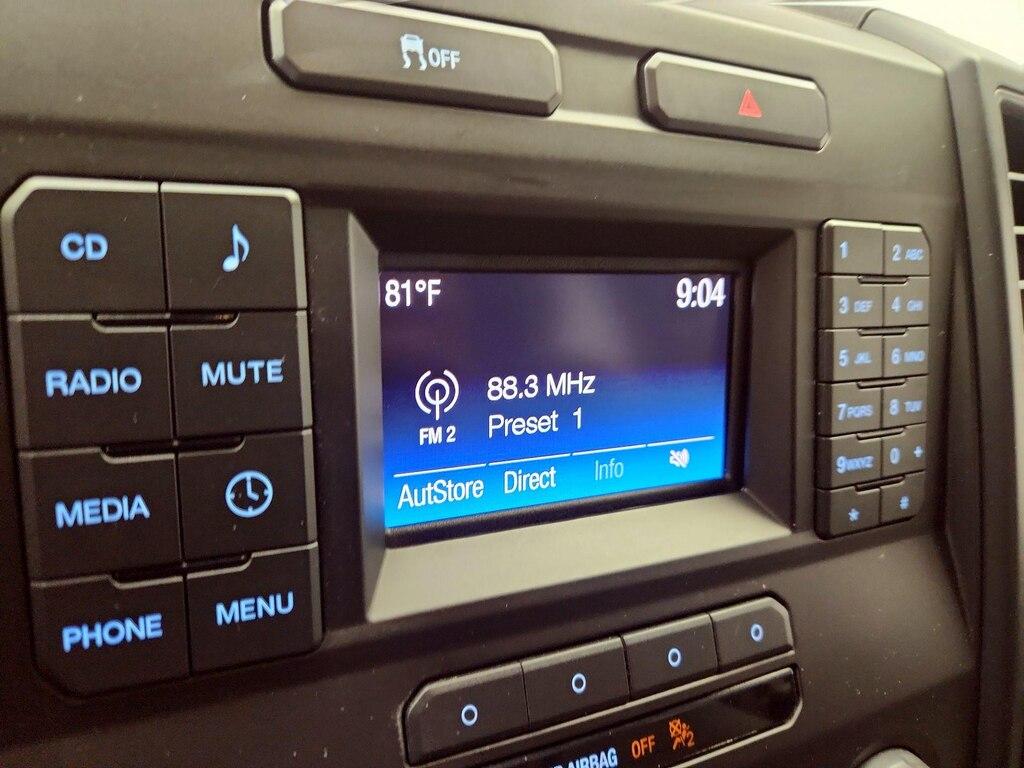 OFF
CD
RADIO MUTE
MEDIA
PHONE MENU
81°F 9:04
88.3 MHz
FM 2 Preset 1
AutStore Direct Info
1 2 ABC
3 DEF 4 GHI
5 JKL 6 MNO
7 PQRS 8 TUV
9 WXYZ 0 +
* #
AIRBAG OFF 2